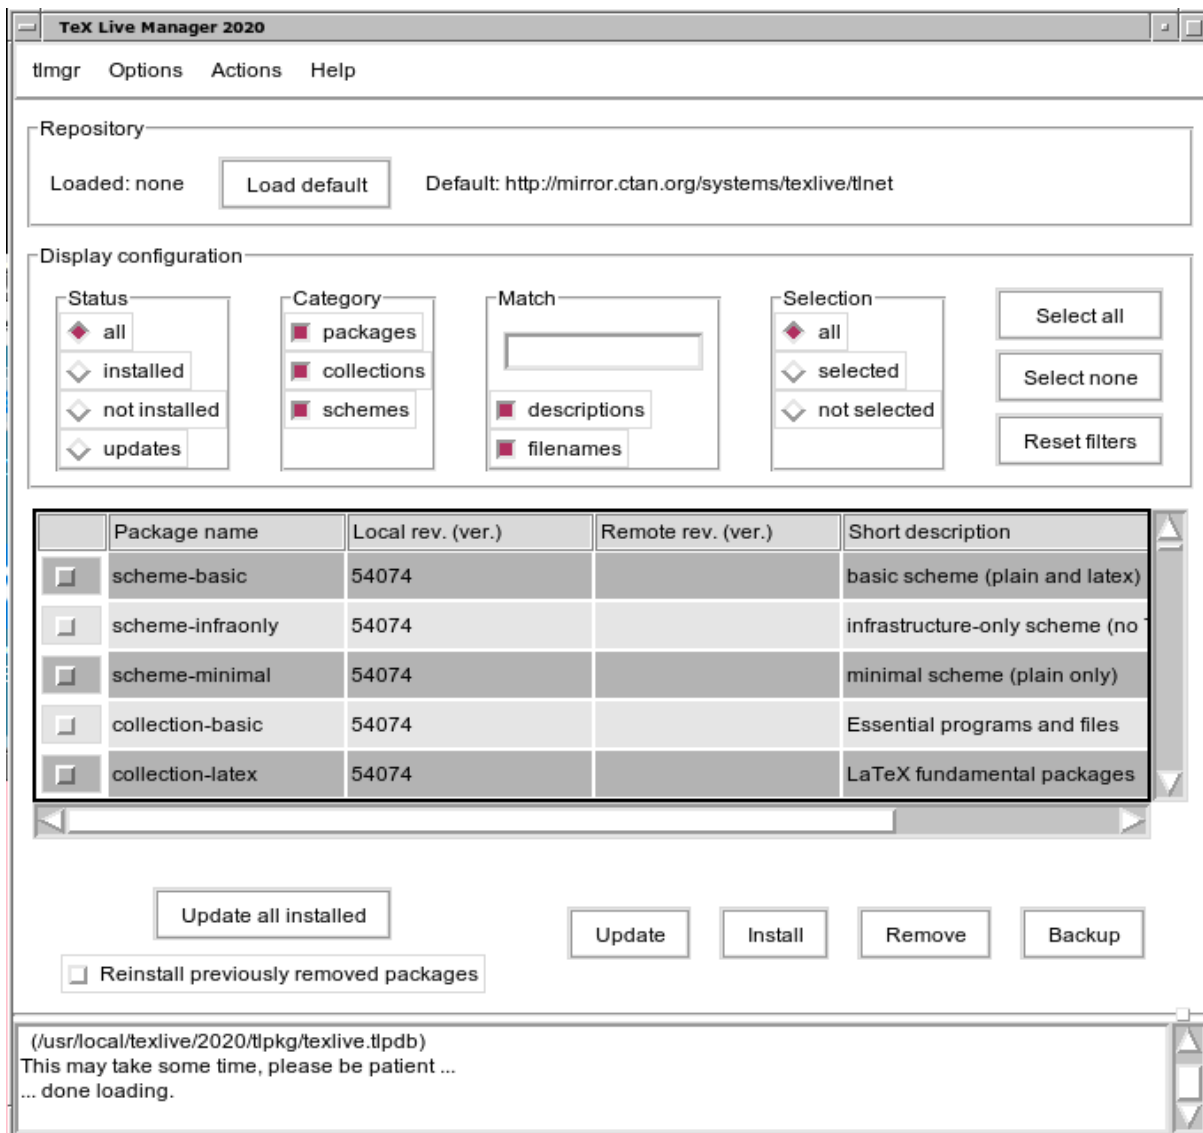 TeX Live Manager 2020
tlmgr Options Actions Help
Repository
Loaded: none Load default Default: http://mirror.ctan.org/systems/texlive/tlnet
Display configuration
Status Category Match Selection
all packages all Select all
installed collections selected Select none
not installed schemes descriptions not selected
updates filenames Reset filters
Package name Local rev. (ver.) Remote rev. (ver.) Short description
scheme-basic 54074 basic scheme (plain and latex)
scheme-infraonly 54074 infrastructure-only scheme (no
scheme-minimal 54074 minimal scheme (plain only)
collection-basic 54074 Essential programs and files
collection-latex 54074 LaTeX fundamental packages
Update all installed Update Install Remove Backup
Reinstall previously removed packages
(/usr/local/texlive/2020/tlpkg/texlive.tlpdb)
This may take some time, please be patient ...
... done loading.